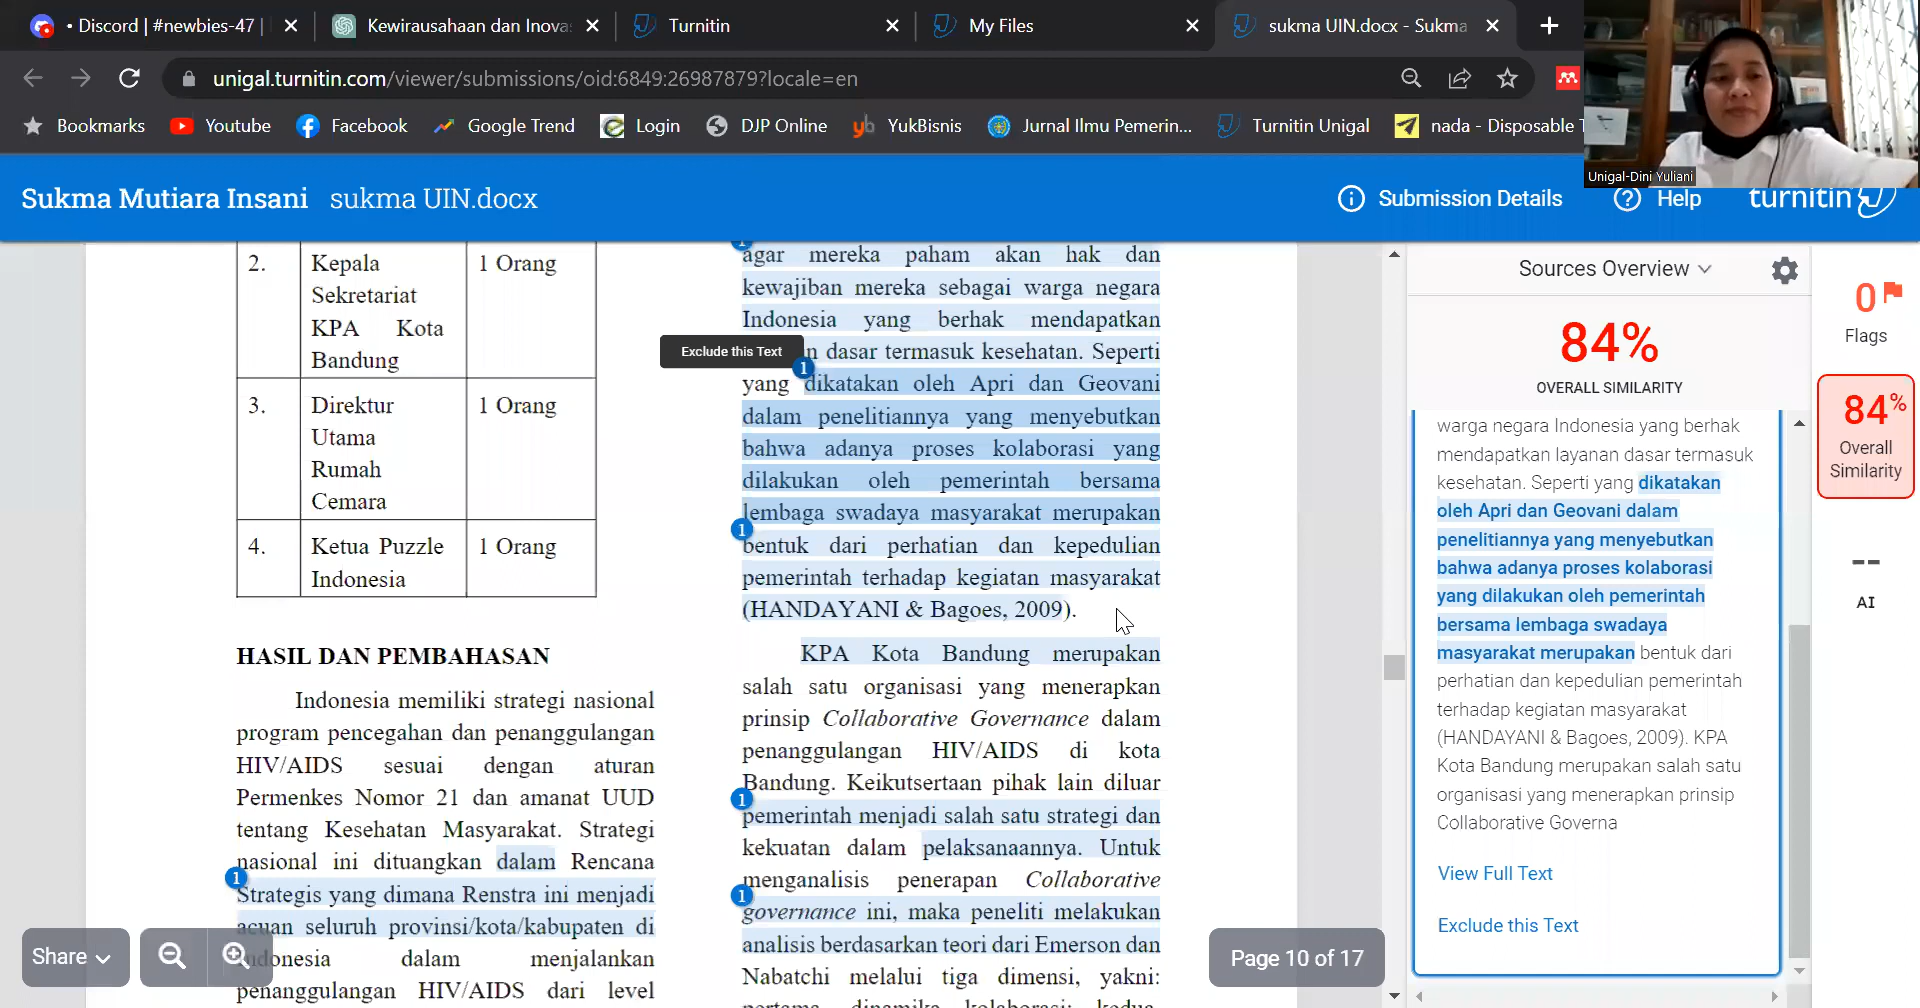 • Discord | #newbies-47 |
Kewirausahaan dan Inova
Turnitin
My Files
sukma UIN.docx - Sukma
unigal.turnitin.com/viewer/submissions/oid:6849:26987879?locale=en
Bookmarks
Youtube
Facebook
Google Trend
Login
DJP Online
YukBisnis
Jurnal Ilmu Pemerin...
Turnitin Unigal
nada - Disposable
Unigal-Dini Yuliani
Sukma Mutiara Insani sukma UIN.docx
Submission Details
Help
turnitin
2. Kepala 1 Orang
Sekretariat
KPA Kota
Bandung
3. Direktur 1 Orang
Utama
Rumah
Cemara
4. Ketua Puzzle 1 Orang
Indonesia
HASIL DAN PEMBAHASAN
Indonesia memiliki strategi nasional
program pencegahan dan penanggulangan
HIV/AIDS sesuai dengan aturan
Permenkes Nomor 21 dan amanat UUD
tentang Kesehatan Masyarakat. Strategi
nasional ini dituangkan dalam Rencana
1
Strategis yang dimana Renstra ini menjadi
acuan seluruh provinsi/kota/kabupaten di
ndonesia dalam menjalankan
penanggulangan HIV/AIDS dari level
Share
agar mereka paham akan hak dan
kewajiban mereka sebagai warga negara
Indonesia yang berhak mendapatkan
Exclude this Text
n dasar termasuk kesehatan. Seperti
1
yang dikatakan oleh Apri dan Geovani
dalam penelitiannya yang menyebutkan
bahwa adanya proses kolaborasi yang
dilakukan oleh pemerintah bersama
lembaga swadaya masyarakat merupakan
1
bentuk dari perhatian dan kepedulian
pemerintah terhadap kegiatan masyarakat
(HANDAYANI & Bagoes, 2009).
KPA Kota Bandung merupakan
salah satu organisasi yang menerapkan
prinsip Collaborative Governance dalam
penanggulangan HIV/AIDS di kota
Bandung. Keikutsertaan pihak lain diluar
1
pemerintah menjadi salah satu strategi dan
kekuatan dalam pelaksanaannya. Untuk
menganalisis penerapan Collaborative
1
governance ini, maka peneliti melakukan
analisis berdasarkan teori dari Emerson dan
Nabatchi melalui tiga dimensi, yakni:
pertama, dinamika kolaborasi; kedua,
Page 10 of 17
Sources Overview
84%
OVERALL SIMILARITY
warga negara Indonesia yang berhak
mendapatkan layanan dasar termasuk
kesehatan. Seperti yang dikatakan
oleh Apri dan Geovani dalam
penelitiannya yang menyebutkan
bahwa adanya proses kolaborasi
yang dilakukan oleh pemerintah
bersama lembaga swadaya
masyarakat merupakan bentuk dari
perhatian dan kepedulian pemerintah
terhadap kegiatan masyarakat
(HANDAYANI & Bagoes, 2009). KPA
Kota Bandung merupakan salah satu
organisasi yang menerapkan prinsip
Collaborative Governa
View Full Text
Exclude this Text
0
Flags
84%
Overall
Similarity
--
AI